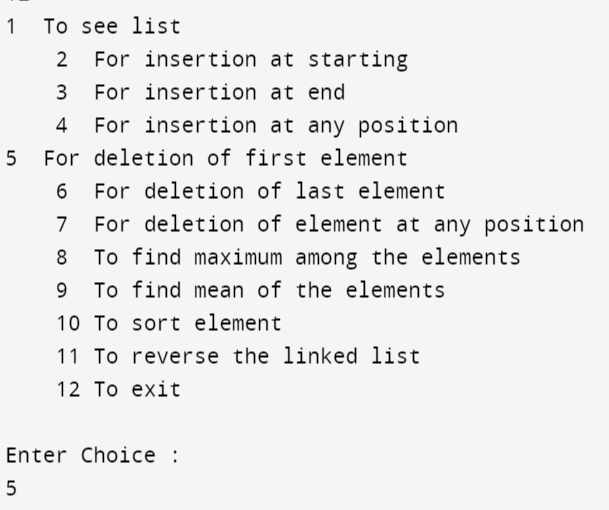 1  To see list
2  For insertion at starting
3  For insertion at end
4  For insertion at any position
5  For deletion of first element
6  For deletion of last element
7  For deletion of element at any position
8  To find maximum among the elements
9  To find mean of the elements
10 To sort element
11 To reverse the linked list
12 To exit
Enter Choice :
5